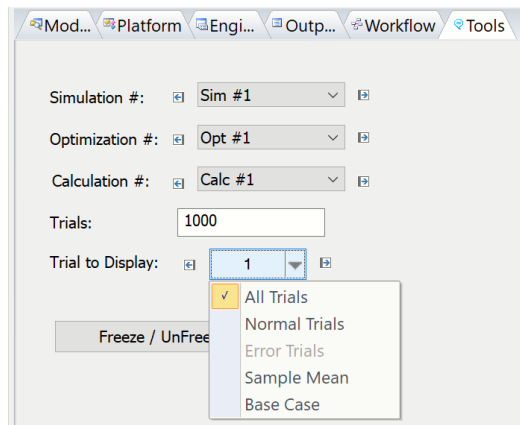 Mod... Platform Engi... Outp... Workflow Tools
Simulation #: Sim #1
Optimization #: Opt #1
Calculation #: Calc #1
Trials: 1000
Trial to Display: 1
All Trials
Normal Trials
Freeze / UnFree
Error Trials
Sample Mean
Base Case